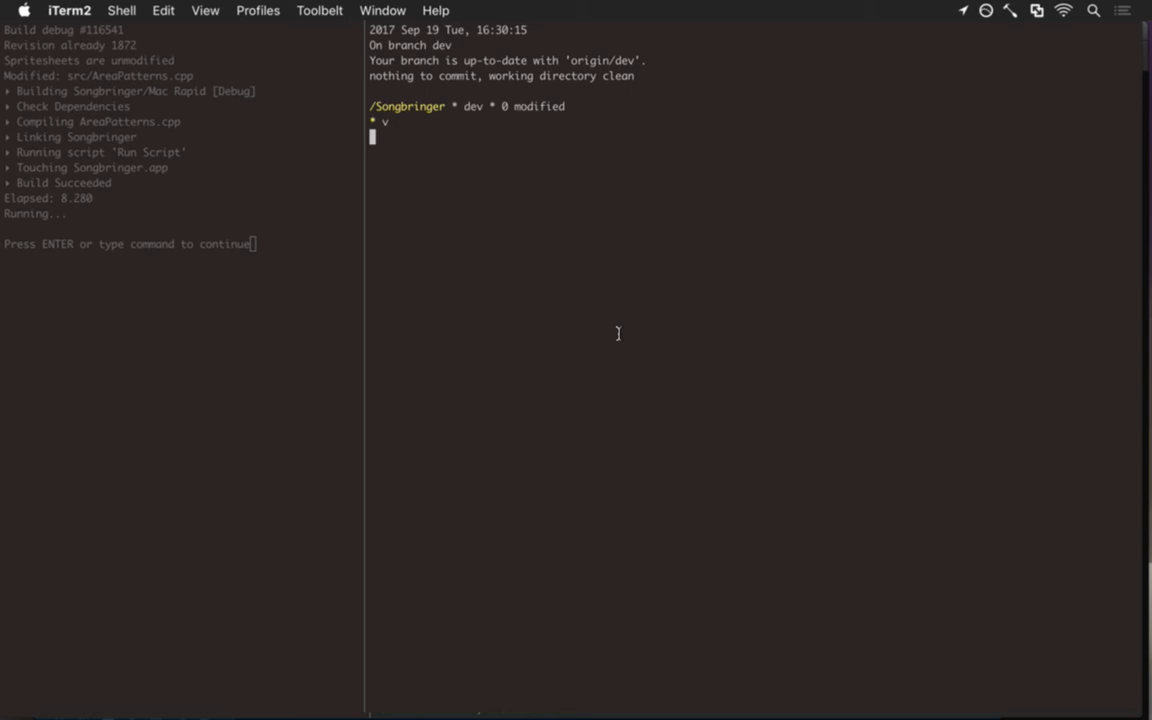 iTerm2 Shell Edit View Profiles Toolbelt Window Help
Build debug #116541
Revision already 1872
Spritesheets are unmodified
Modified: src/AreaPatterns.cpp
▸ Building Songbringer/Mac Rapid [Debug]
▸ Check Dependencies
▸ Compiling AreaPatterns.cpp
▸ Linking Songbringer
▸ Running script 'Run Script'
▸ Touching Songbringer.app
▸ Build Succeeded
Elapsed: 8.280
Running...
Press ENTER or type command to continue
2017 Sep 19 Tue, 16:30:15
On branch dev
Your branch is up-to-date with 'origin/dev'.
nothing to commit, working directory clean
/Songbringer * dev * 0 modified
* v